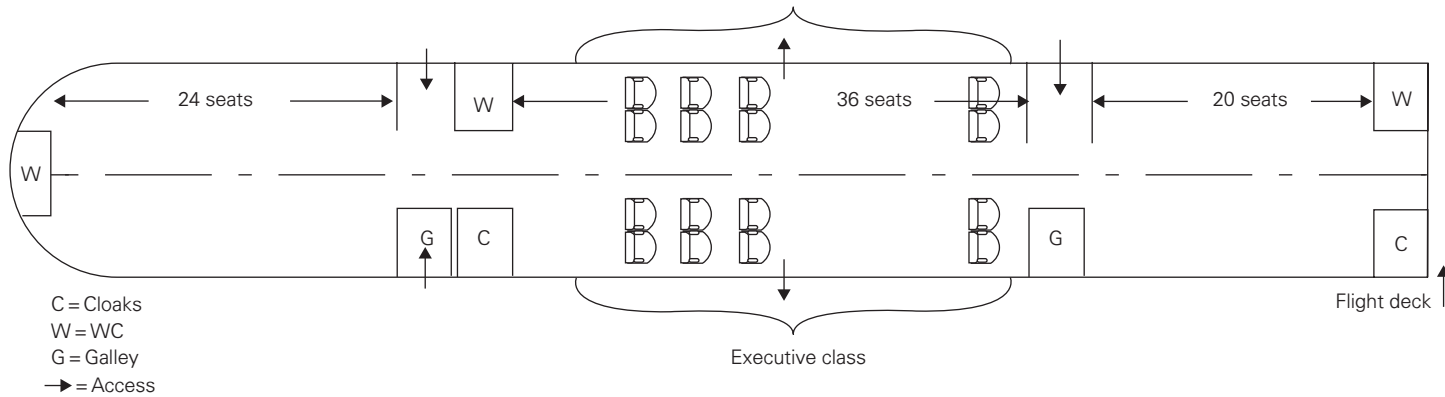 24 seats
W
36 seats
20 seats
W
W
G
C
G
C
C = Cloaks
W = WC
G = Galley
= Access
Executive class
Flight deck